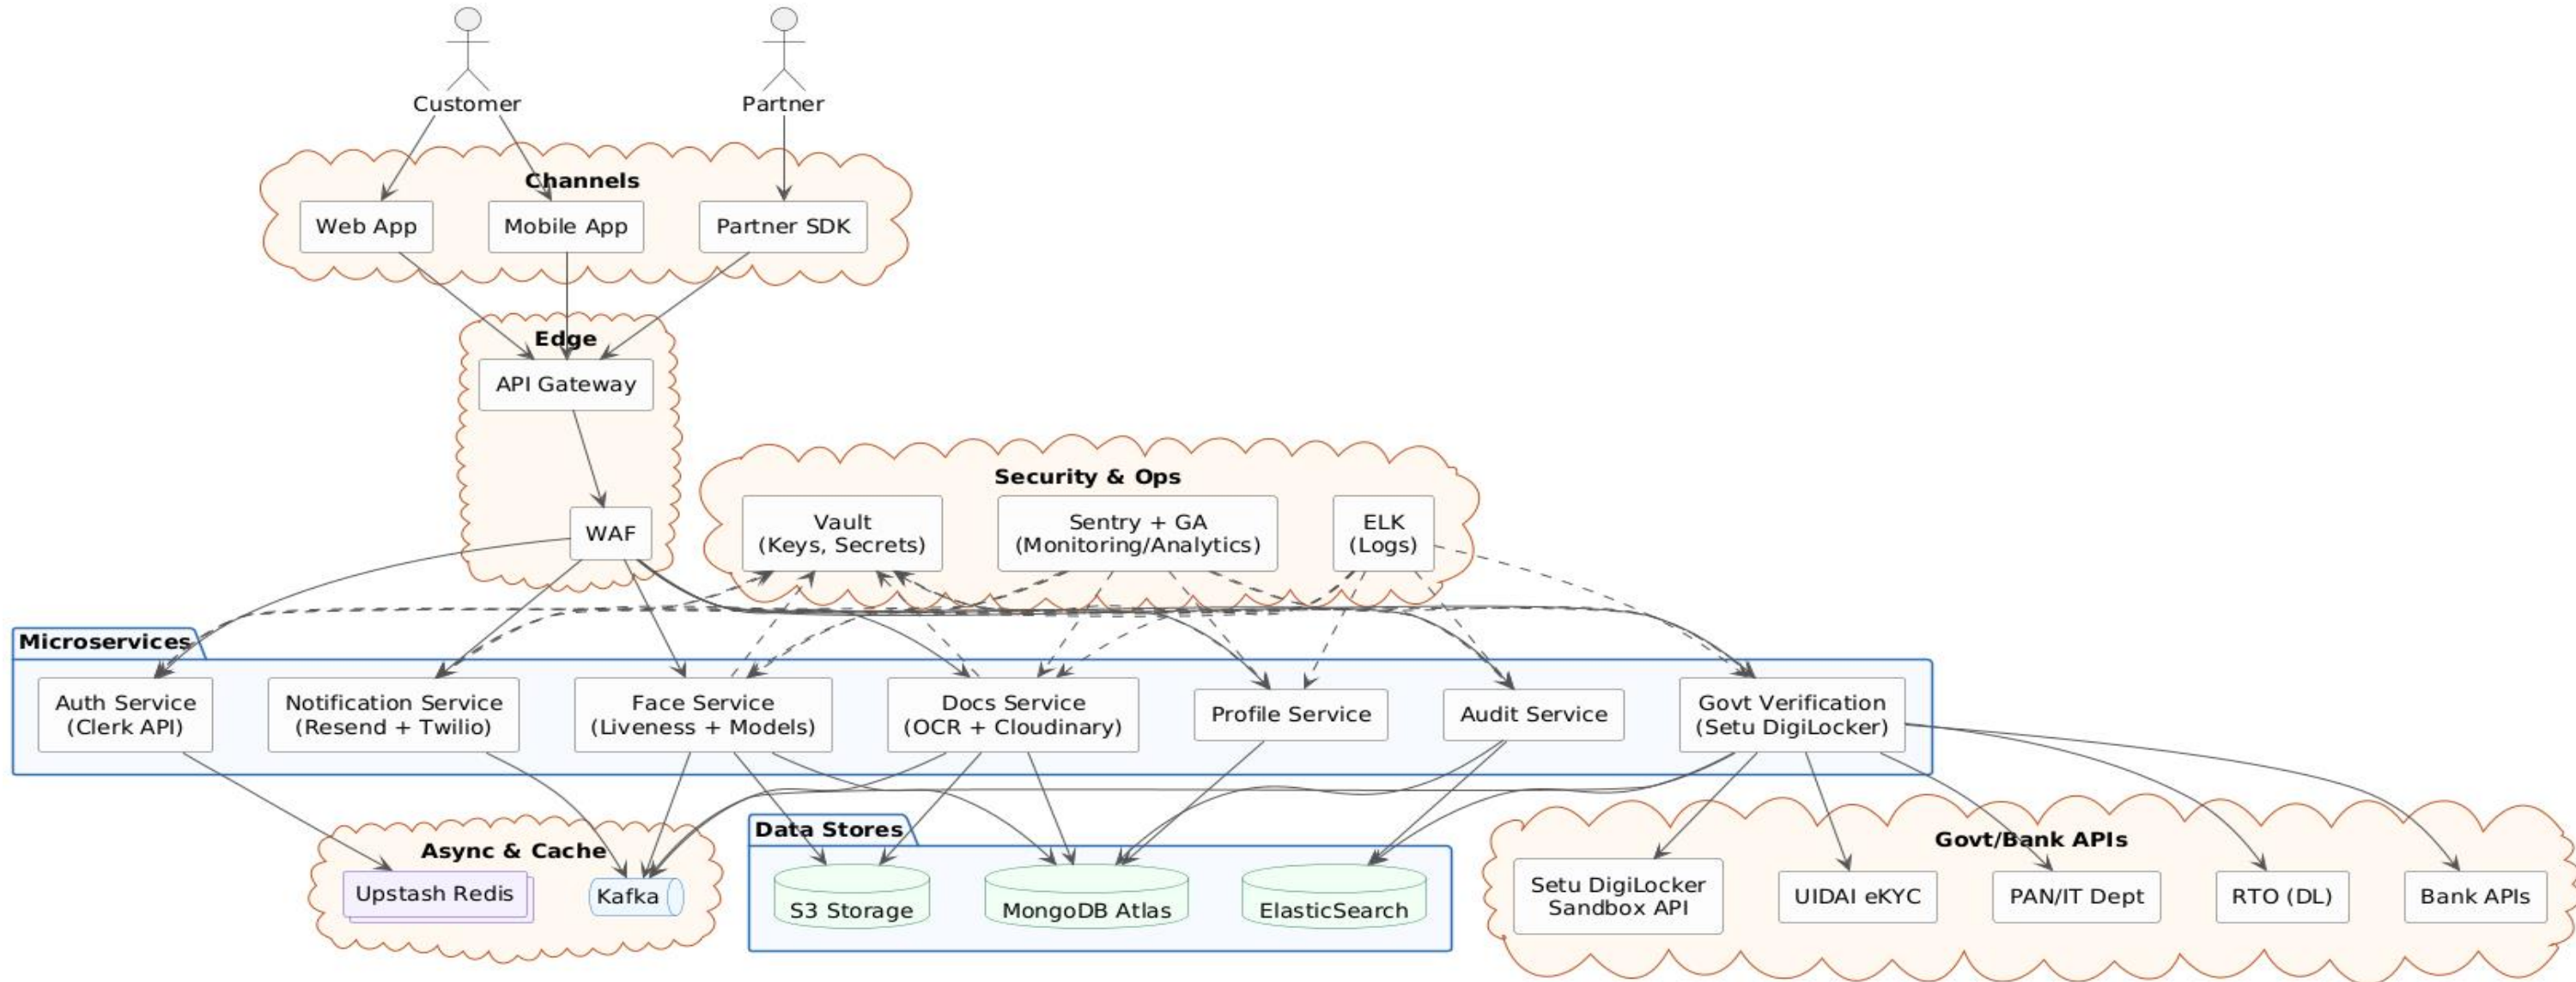 Customer
Partner
Channels
Web App
Mobile App
Partner SDK
Edge
API Gateway
WAF
Security & Ops
Vault
(Keys, Secrets)
Sentry + GA
(Monitoring/Analytics)
ELK
(Logs)
Microservices
Auth Service
(Clerk API)
Notification Service
(Resend + Twilio)
Face Service
(Liveness + Models)
Docs Service
(OCR + Cloudinary)
Profile Service
Audit Service
Govt Verification
(Setu DigiLocker)
Async & Cache
Upstash Redis
Kafka
Data Stores
S3 Storage
MongoDB Atlas
ElasticSearch
Govt/Bank APIs
Setu DigiLocker
Sandbox API
UIDAI eKYC
PAN/IT Dept
RTO (DL)
Bank APIs